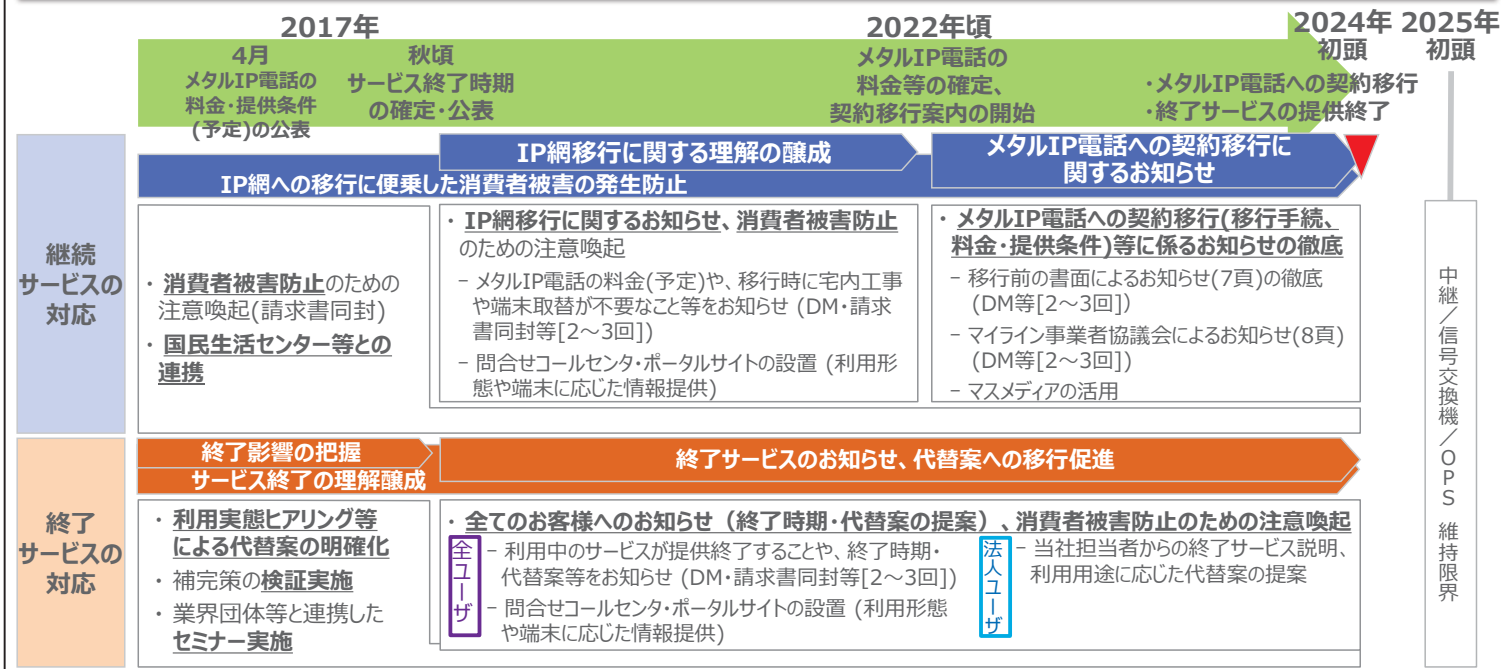 2017年
2022年頃
2024年
初頭
2025年
初頭
4月
メタルIP電話の
料金・提供条件
(予定)の公表
秋頃
サービス終了時期
の確定・公表
メタルIP電話の
料金等の確定、
契約移行案内の開始
・メタルIP電話への契約移行
・終了サービスの提供終了
継続
サービスの
対応
IP網移行に関する理解の醸成
IP網への移行に便乗した消費者被害の発生防止
メタルIP電話への契約移行に
関するお知らせ
・ 消費者被害防止のための
注意喚起(請求書同封)
・ 国民生活センター等との
連携
・ IP網移行に関するお知らせ、消費者被害防止
のための注意喚起
− メタルIP電話の料金(予定)や、移行時に宅内工事
や端末取替が不要なこと等をお知らせ (DM・請求
書同封等[2～3回])
− 問合せコールセンタ・ポータルサイトの設置 (利用形
態や端末に応じた情報提供)
・ メタルIP電話への契約移行(移行手続、
料金・提供条件)等に係るお知らせの徹底
− 移行前の書面によるお知らせ(7頁)の徹底
(DM等[2～3回])
− マイライン事業者協議会によるお知らせ(8頁)
(DM等[2～3回])
− マスメディアの活用
中継／信号交換機／OPS 維持限界
終了
サービスの
対応
終了影響の把握
サービス終了の理解醸成
終了サービスのお知らせ、代替案への移行促進
・ 利用実態ヒアリング等
による代替案の明確化
・ 補完策の検証実施
・ 業界団体等と連携した
セミナー実施
・ 全てのお客様へのお知らせ（終了時期・代替案の提案）、消費者被害防止のための注意喚起
全ユーザ
− 利用中のサービスが提供終了することや、終了時期・
代替案等をお知らせ (DM・請求書同封等[2～3回])
− 問合せコールセンタ・ポータルサイトの設置 (利用形態
や端末に応じた情報提供)
法人ユーザ
− 当社担当者からの終了サービス説明、
利用用途に応じた代替案の提案